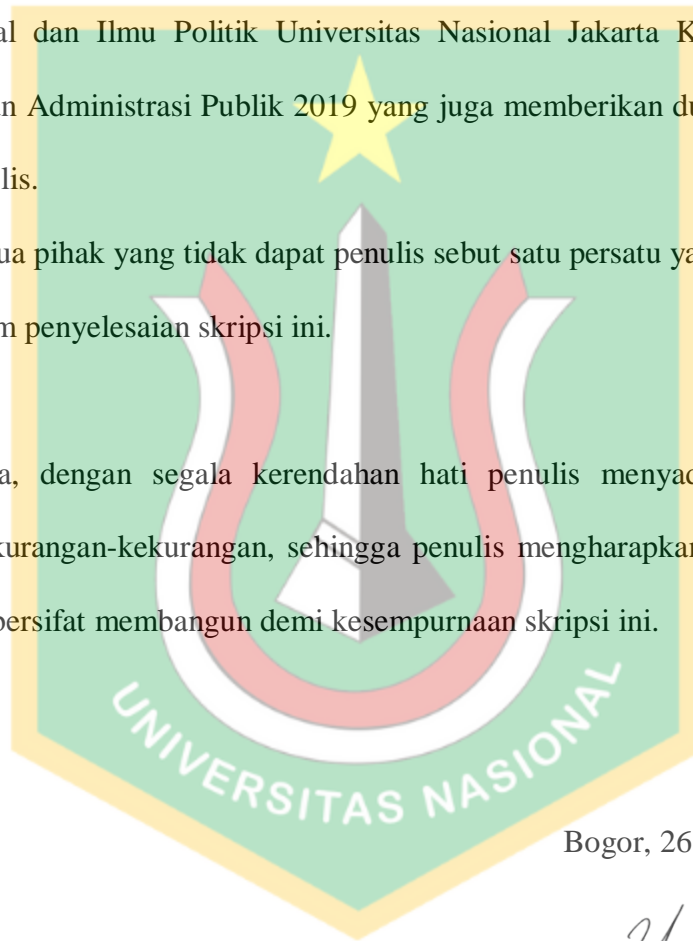 al dan Ilmu Politik Universitas Nasional Jakarta K
n Administrasi Publik 2019 yang juga memberikan du
lis.
ua pihak yang tidak dapat penulis sebut satu persatu ya
m penyelesaian skripsi ini.
a, dengan segala kerendahan hati penulis menyad
kurangan-kekurangan, sehingga penulis mengharapkan
bersifat membangun demi kesempurnaan skripsi ini.
UNIVERSITAS NASIONAL
Bogor, 26